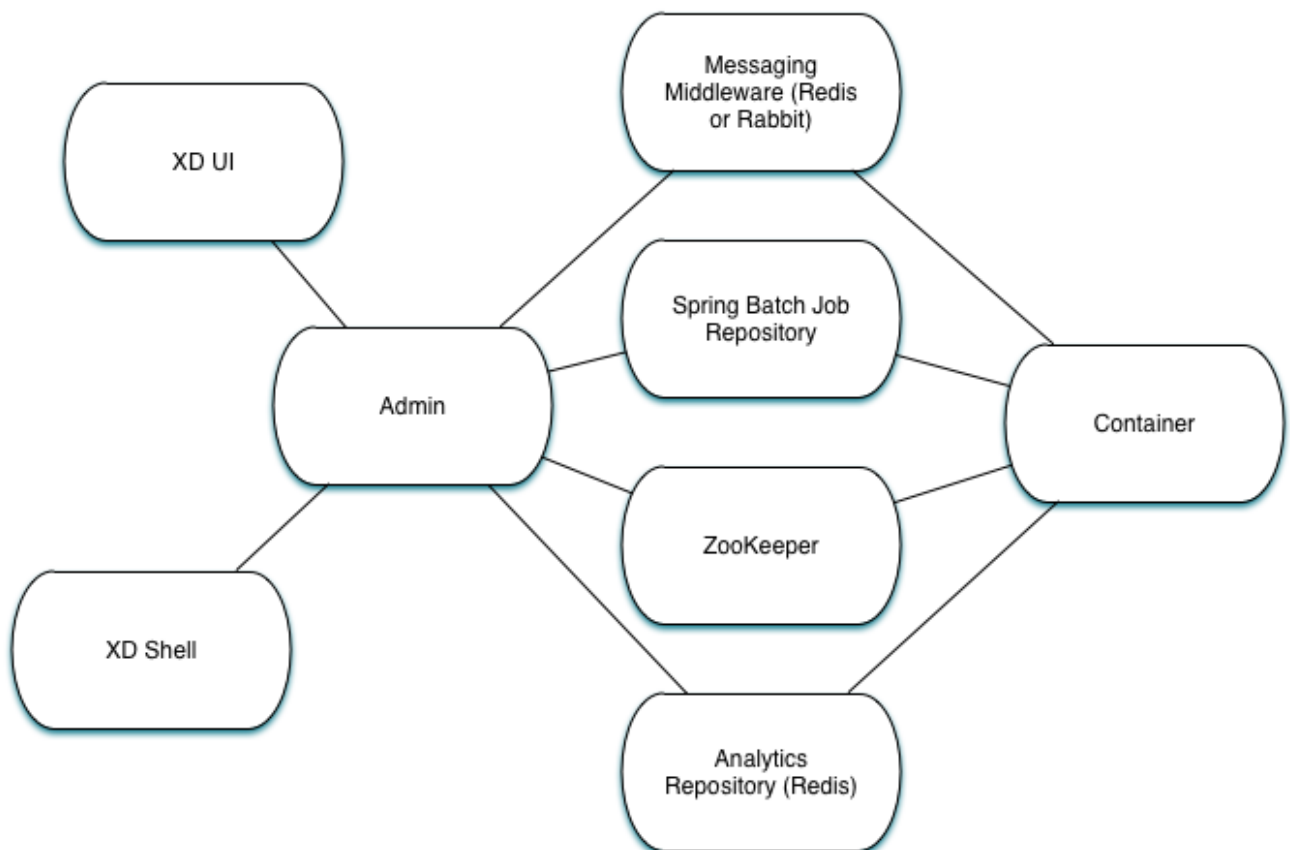 Messaging
Middleware (Redis
or Rabbit)
XD UI
Spring Batch Job
Repository
Admin
Container
ZooKeeper
XD Shell
Analytics
Repository (Redis)